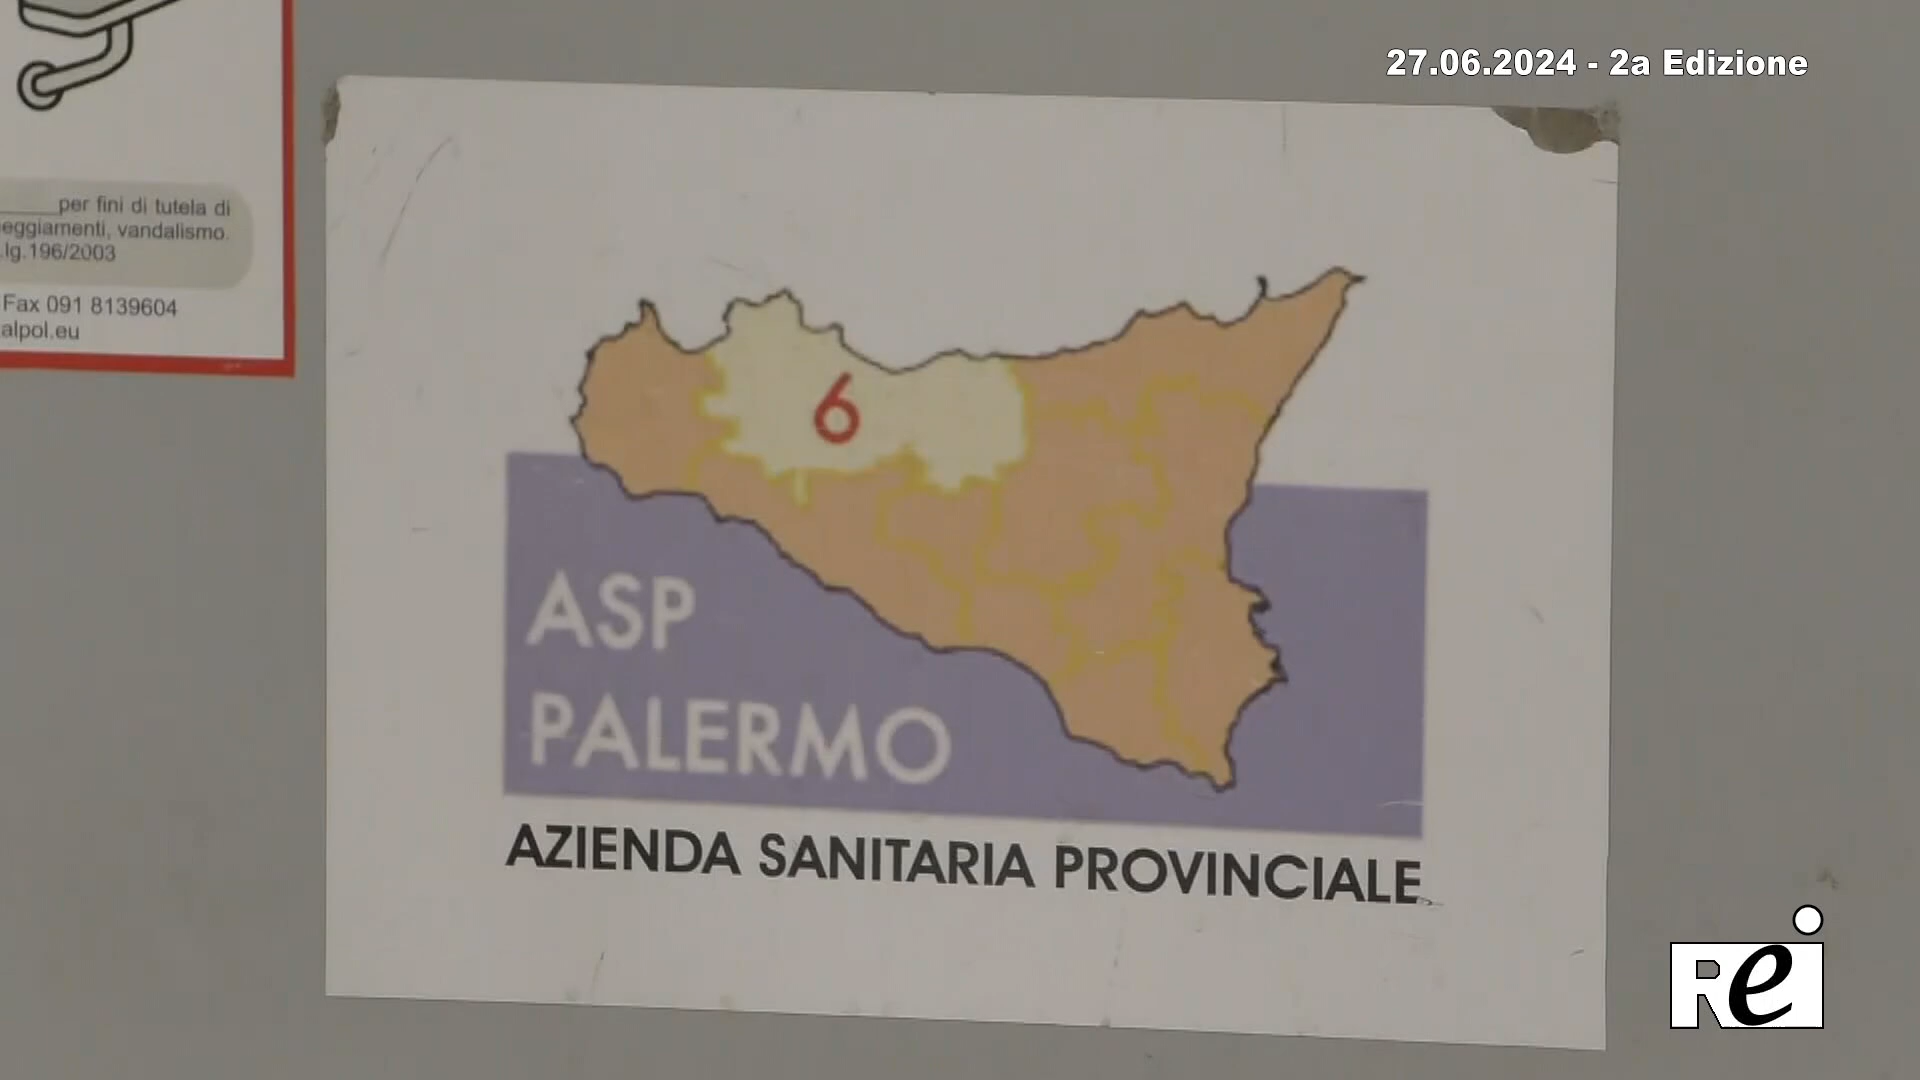 27.06.2024 - 2a Edizione
per fini di tutela di
eggiamenti, vandalismo.
.lg.196/2003
Fax 091 8139604
alpol.eu
6
ASP
PALERMO
AZIENDA SANITARIA PROVINCIALE
Rei